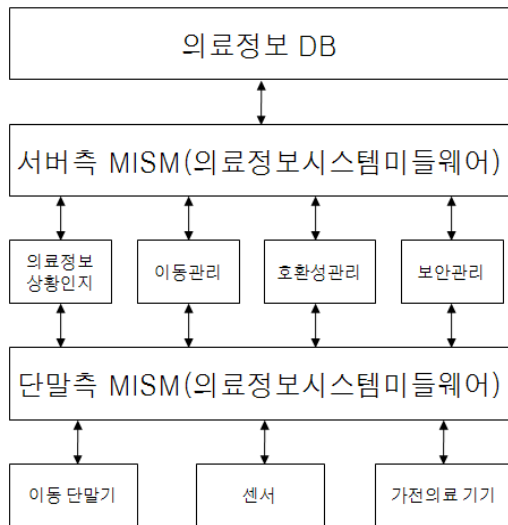 의료정보 DB
서버측 MISM(의료정보시스템미들웨어)
의료정보
상황인지
이동관리
호환성관리
보안관리
단말측 MISM(의료정보시스템미들웨어)
이동 단말기
센서
가전의료 기기